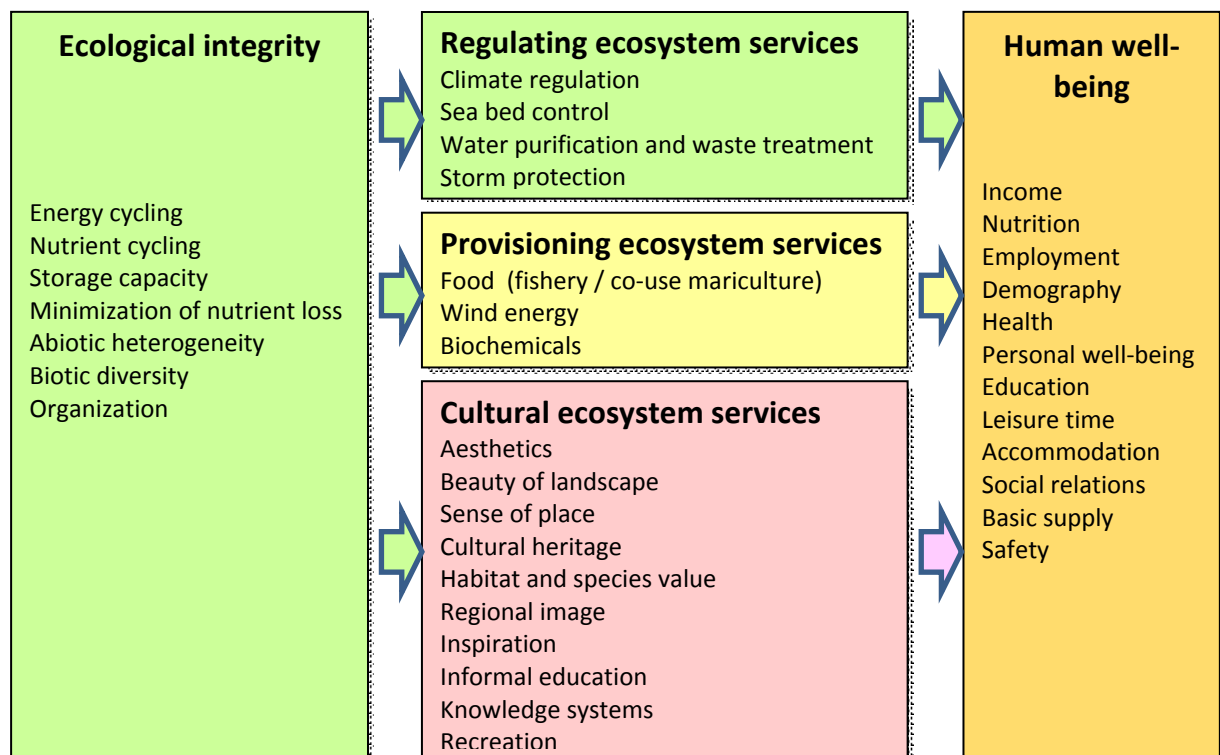 Ecological integrity
Energy cycling
Nutrient cycling
Storage capacity
Minimization of nutrient loss
Abiotic heterogeneity
Biotic diversity
Organization
Regulating ecosystem services
Climate regulation
Sea bed control
Water purification and waste treatment
Storm protection
Provisioning ecosystem services
Food (fishery / co-use mariculture)
Wind energy
Biochemicals
Cultural ecosystem services
Aesthetics
Beauty of landscape
Sense of place
Cultural heritage
Habitat and species value
Regional image
Inspiration
Informal education
Knowledge systems
Recreation
Human well-
being
Income
Nutrition
Employment
Demography
Health
Personal well-being
Education
Leisure time
Accommodation
Social relations
Basic supply
Safety